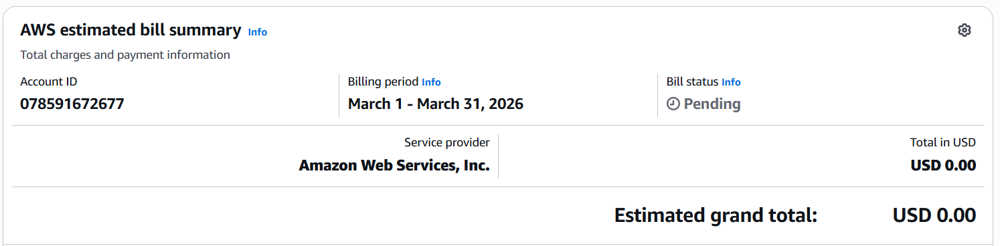 AWS estimated bill summary Info
Total charges and payment information
Account ID
078591672677
Billing period Info
March 1 - March 31, 2026
Bill status Info
Pending
Service provider
Amazon Web Services, Inc.
Total in USD
USD 0.00
Estimated grand total: USD 0.00